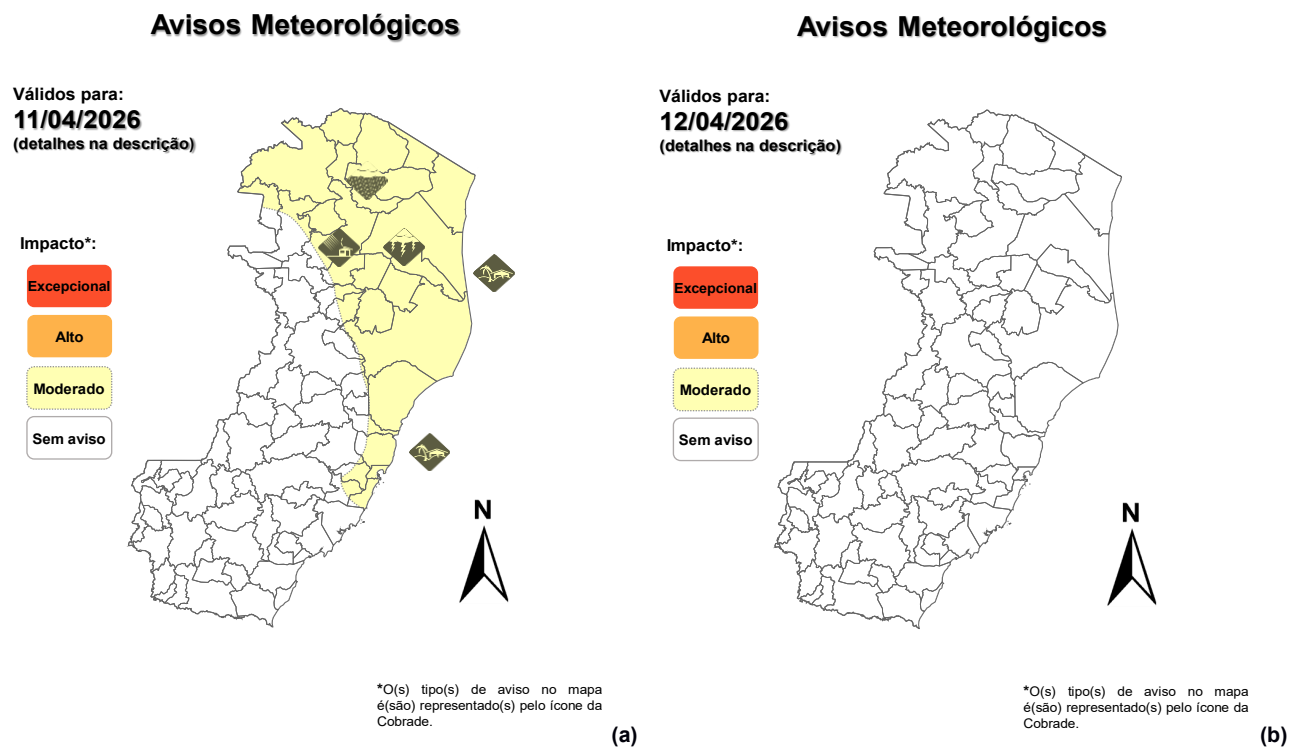 Avisos Meteorológicos
Válidos para:
11/04/2026
(detalhes na descrição)
Impacto*:
Excepcional
Alto
Moderado
Sem aviso
N
*O(s) tipo(s) de aviso no mapa
é(são) representado(s) pelo ícone da
Cobrade.
(a)
Avisos Meteorológicos
Válidos para:
12/04/2026
(detalhes na descrição)
Impacto*:
Excepcional
Alto
Moderado
Sem aviso
N
*O(s) tipo(s) de aviso no mapa
é(são) representado(s) pelo ícone da
Cobrade.
(b)